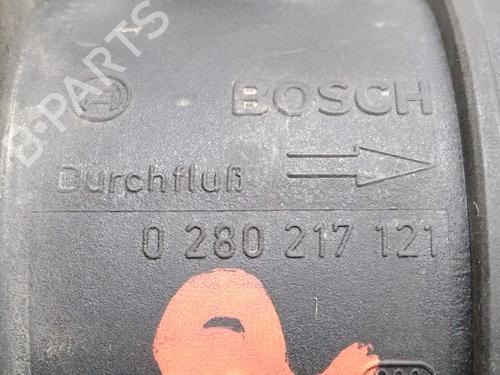 BOSCH
Durchfluß
0 280 217 121
B-PARTS